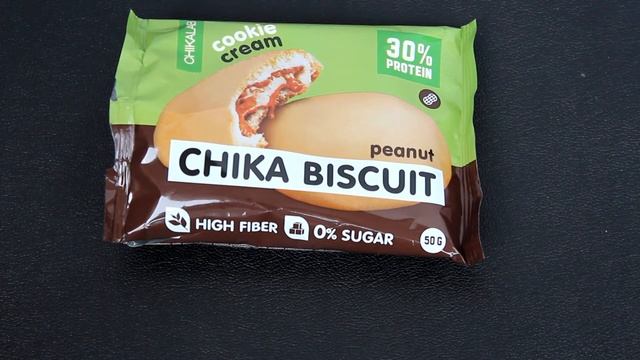 CHIKALAB
cookie
cream
30%
PROTEIN
peanut
CHIKA BISCUIT
HIGH FIBER
0% SUGAR
50 G